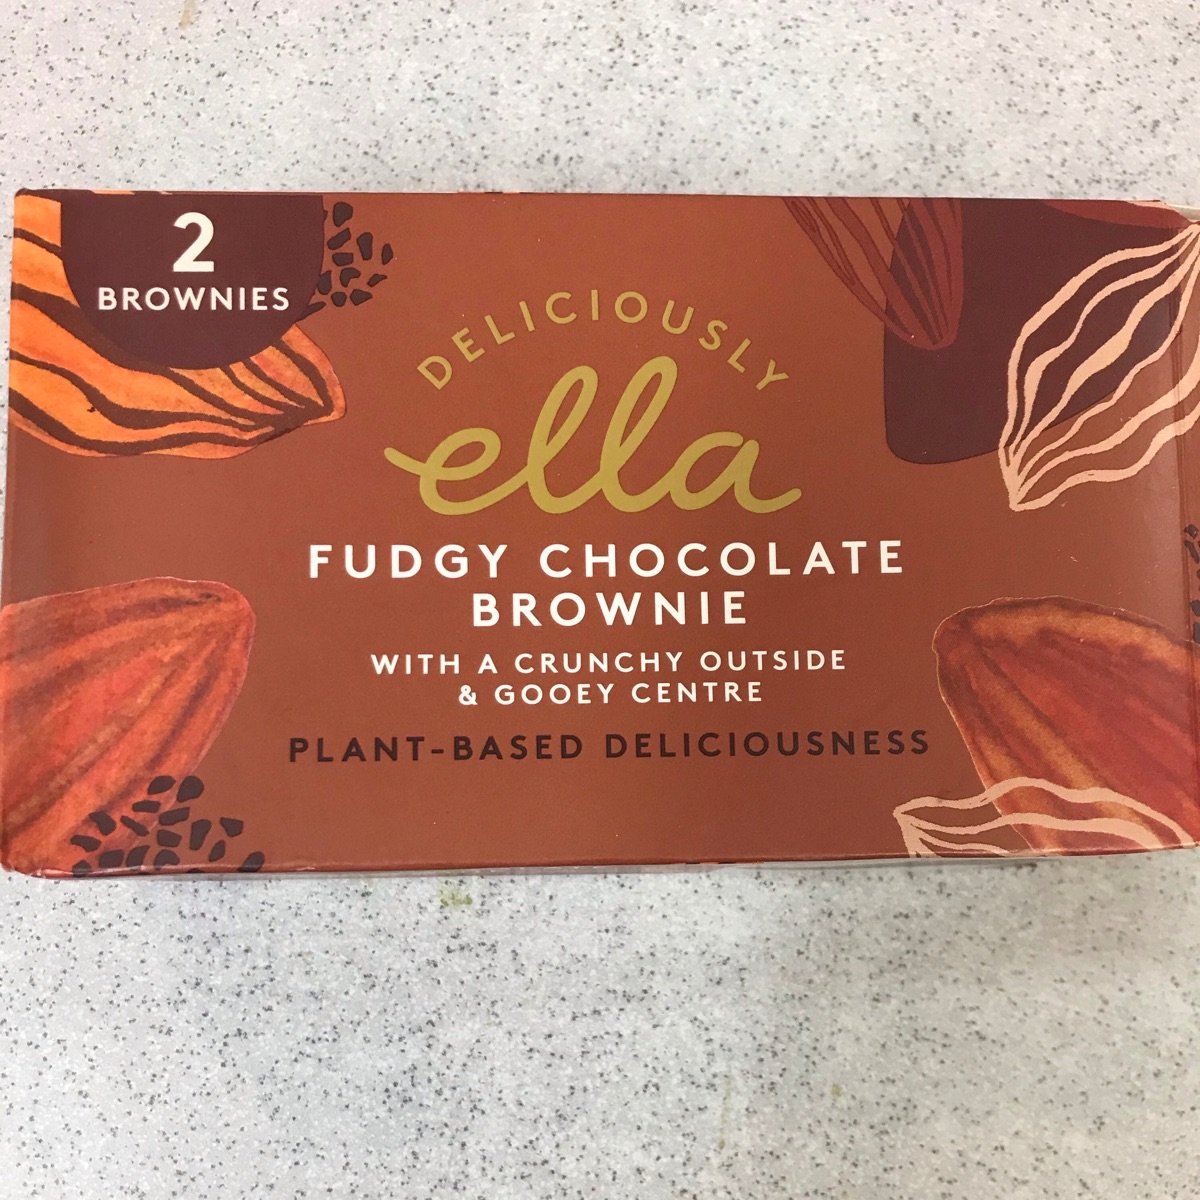 2
BROWNIES
DELICIOUSLY
ella
FUDGY CHOCOLATE
BROWNIE
WITH A CRUNCHY OUTSIDE
& GOOEY CENTRE
PLANT-BASED DELICIOUSNESS